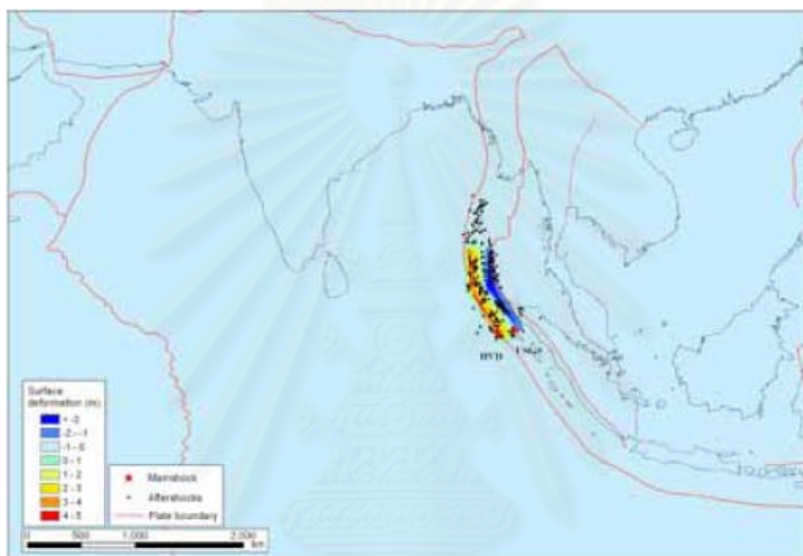 Surface
deformation (m)
< -2
-2 - -1
-1 - 0
0 - 1
1 - 2
2 - 3
3 - 4
4 - 5
Mainshock
Aftershocks
Plate boundary
0 500 1,000 2,000
km
USGS